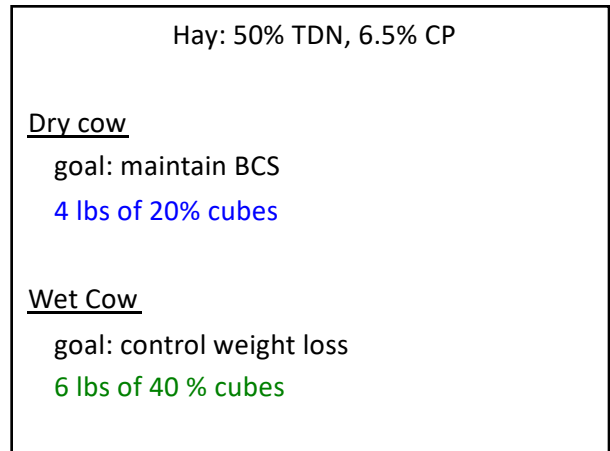 Hay: 50% TDN, 6.5% CP
Dry cow
goal: maintain BCS
4 lbs of 20% cubes
Wet Cow
goal: control weight loss
6 lbs of 40 % cubes